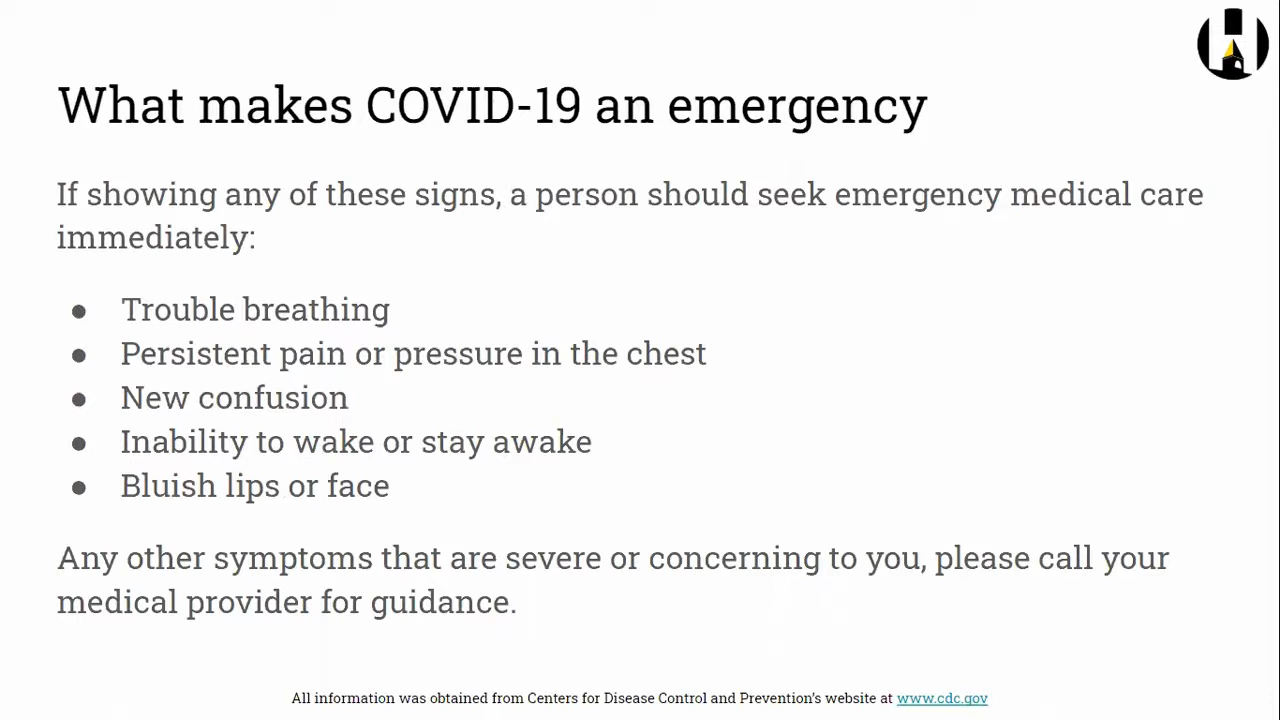 What makes COVID-19 an emergency
If showing any of these signs, a person should seek emergency medical care
immediately:
● Trouble breathing
● Persistent pain or pressure in the chest
● New confusion
● Inability to wake or stay awake
● Bluish lips or face
Any other symptoms that are severe or concerning to you, please call your
medical provider for guidance.
All information was obtained from Centers for Disease Control and Prevention's website at www.cdc.gov